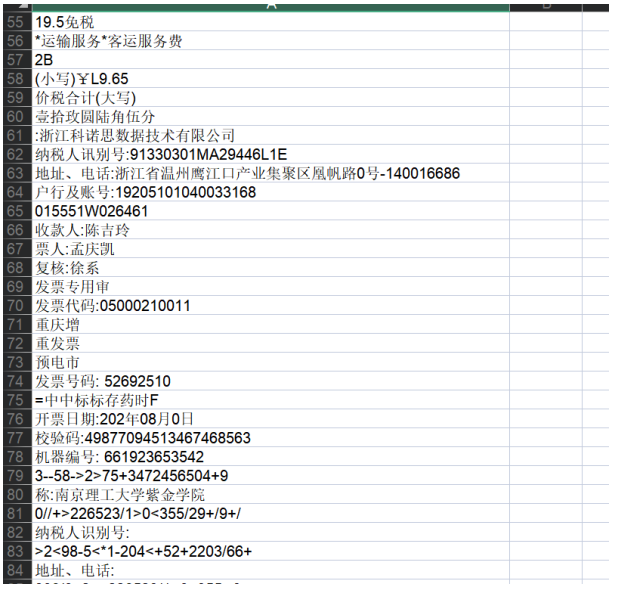 A
55 19.5免税
56 *运输服务*客运服务费
57 2B
58 (小写)¥L9.65
59 价税合计(大写)
60 壹拾玫圆陆角伍分
61 :浙江科诺思数据技术有限公司
62 纳税人讯别号:91330301MA29446L1E
63 地址、电话:浙江省温州鹰江口产业集聚区凰帆路0号-140016686
64 户行及账号:19205101040033168
65 015551W026461
66 收款人:陈吉玲
67 票人:孟庆凯
68 复核:徐系
69 发票专用审
70 发票代码:05000210011
71 重庆增
72 重发票
73 预电市
74 发票号码: 52692510
75 =中中标标存药时F
76 开票日期:202年08月0日
77 校验码:49877094513467468563
78 机器编号: 661923653542
79 3--58->2>75+3472456504+9
80 称:南京理工大学紫金学院
81 0//+>226523/1>0<355/29+/9+/
82 纳税人识别号:
83 >2<98-5<*1-204<+52+2203/66+
84 地址、电话: